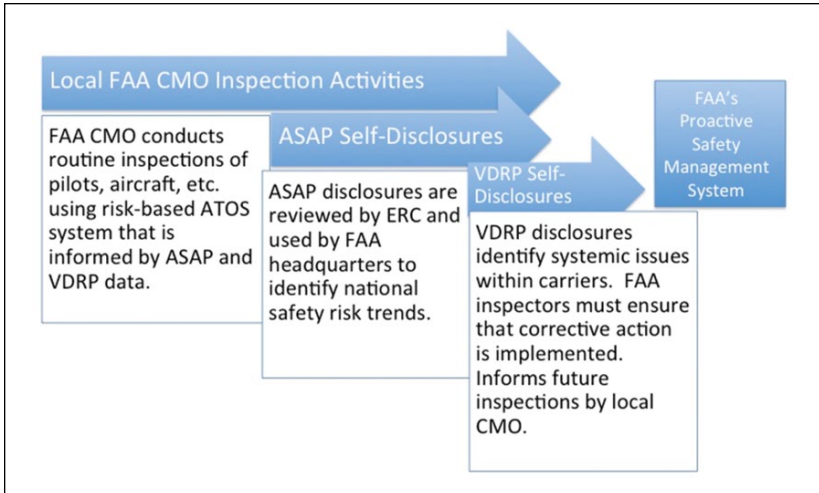 Local FAA CMO Inspection Activities
FAA CMO conducts
routine inspections of
pilots, aircraft, etc.
using risk-based ATOS
system that is
informed by ASAP and
VDRP data.
ASAP Self-Disclosures
ASAP disclosures are
reviewed by ERC and
used by FAA
headquarters to
identify national
safety risk trends.
VDRP Self-
Disclosures
VDRP disclosures
identify systemic issues
within carriers.  FAA
inspectors must ensure
that corrective action
is implemented.
Informs future
inspections by local
CMO.
FAA's
Proactive
Safety
Management
System